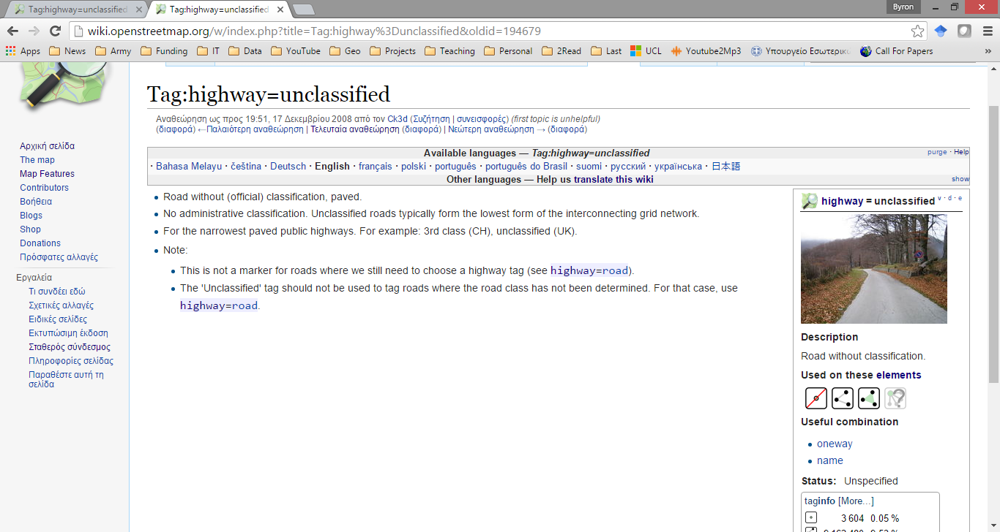 Tag:highway=unclassified
Tag:highway=unclassified
Byron
wiki.openstreetmap.org/w/index.php?title=Tag:highway%3Dunclassified&oldid=194679
Apps News Army Funding IT Data YouTube Geo Projects Teaching Personal 2Read Last UCL Youtube2Mp3 Υπουργείο Εσωτερικ Call For Papers »
Tag:highway=unclassified
Αναθεώρηση ως προς 19:51, 17 Δεκεμβρίου 2008 από τον Ck3d (Συζήτηση | συνεισφορές) (first topic is unhelpful)
(διαφορά) ←Παλαιότερη αναθεώρηση | Τελευταία αναθεώρηση (διαφορά) | Νεώτερη αναθεώρηση → (διαφορά)
Αρχική σελίδα
The map
Map Features
Contributors
Βοήθεια
Blogs
Shop
Donations
Πρόσφατες αλλαγές
Εργαλεία
Τι συνδέει εδώ
Σχετικές αλλαγές
Ειδικές σελίδες
Εκτυπώσιμη έκδοση
Σταθερός σύνδεσμος
Πληροφορίες σελίδας
Παραθέστε αυτή τη
σελίδα
Available languages — Tag:highway=unclassified
purge · Help
· Bahasa Melayu · čeština · Deutsch · English · français · polski · português · português do Brasil · suomi · русский · українська · 日本語
Other languages — Help us translate this wiki
show
• Road without (official) classification, paved.
• No administrative classification. Unclassified roads typically form the lowest form of the interconnecting grid network.
• For the narrowest paved public highways. For example: 3rd class (CH), unclassified (UK).
• Note:
• This is not a marker for roads where we still need to choose a highway tag (see highway=road).
• The 'Unclassified' tag should not be used to tag roads where the road class has not been determined. For that case, use
highway=road.
highway = unclassified v · d · e
Description
Road without classification.
Used on these elements
Useful combination
• oneway
• name
Status: Unspecified
taginfo [More...]
3 604 0.05 %